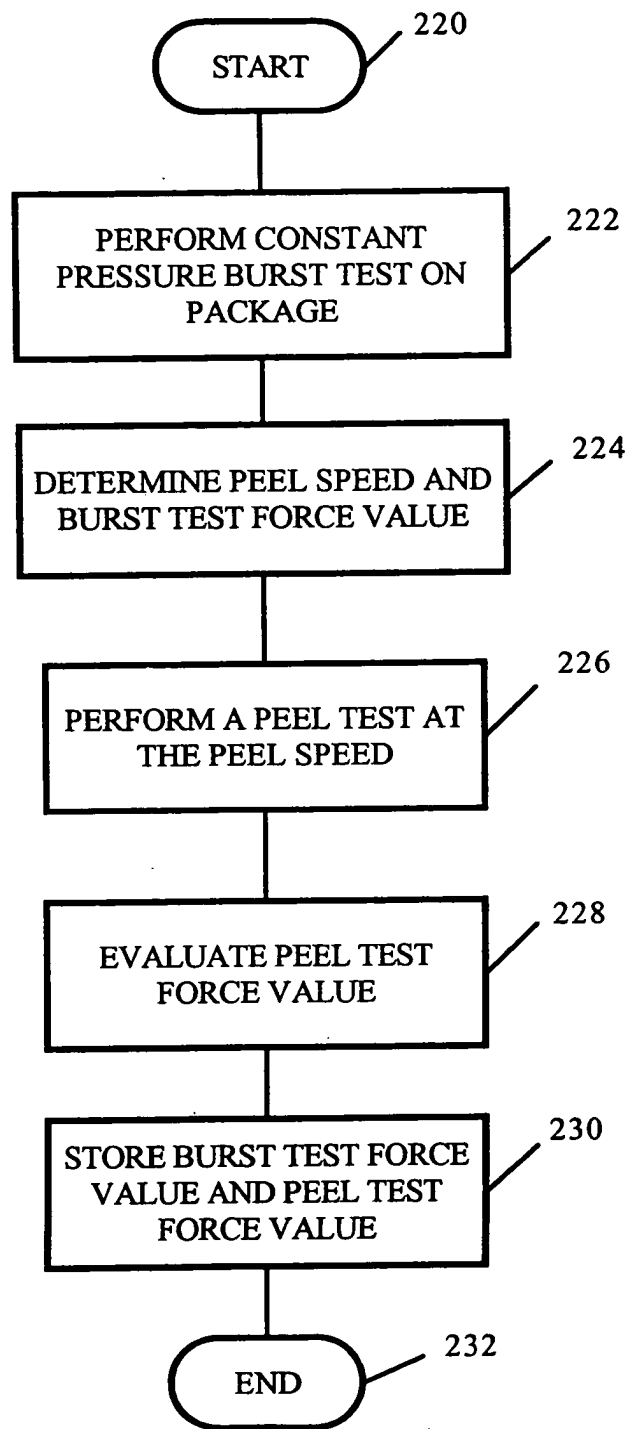 220
START
222
PERFORM CONSTANT
PRESSURE BURST TEST ON
PACKAGE
224
DETERMINE PEEL SPEED AND
BURST TEST FORCE VALUE
226
PERFORM A PEEL TEST AT
THE PEEL SPEED
228
EVALUATE PEEL TEST
FORCE VALUE
230
STORE BURST TEST FORCE
VALUE AND PEEL TEST
FORCE VALUE
232
END